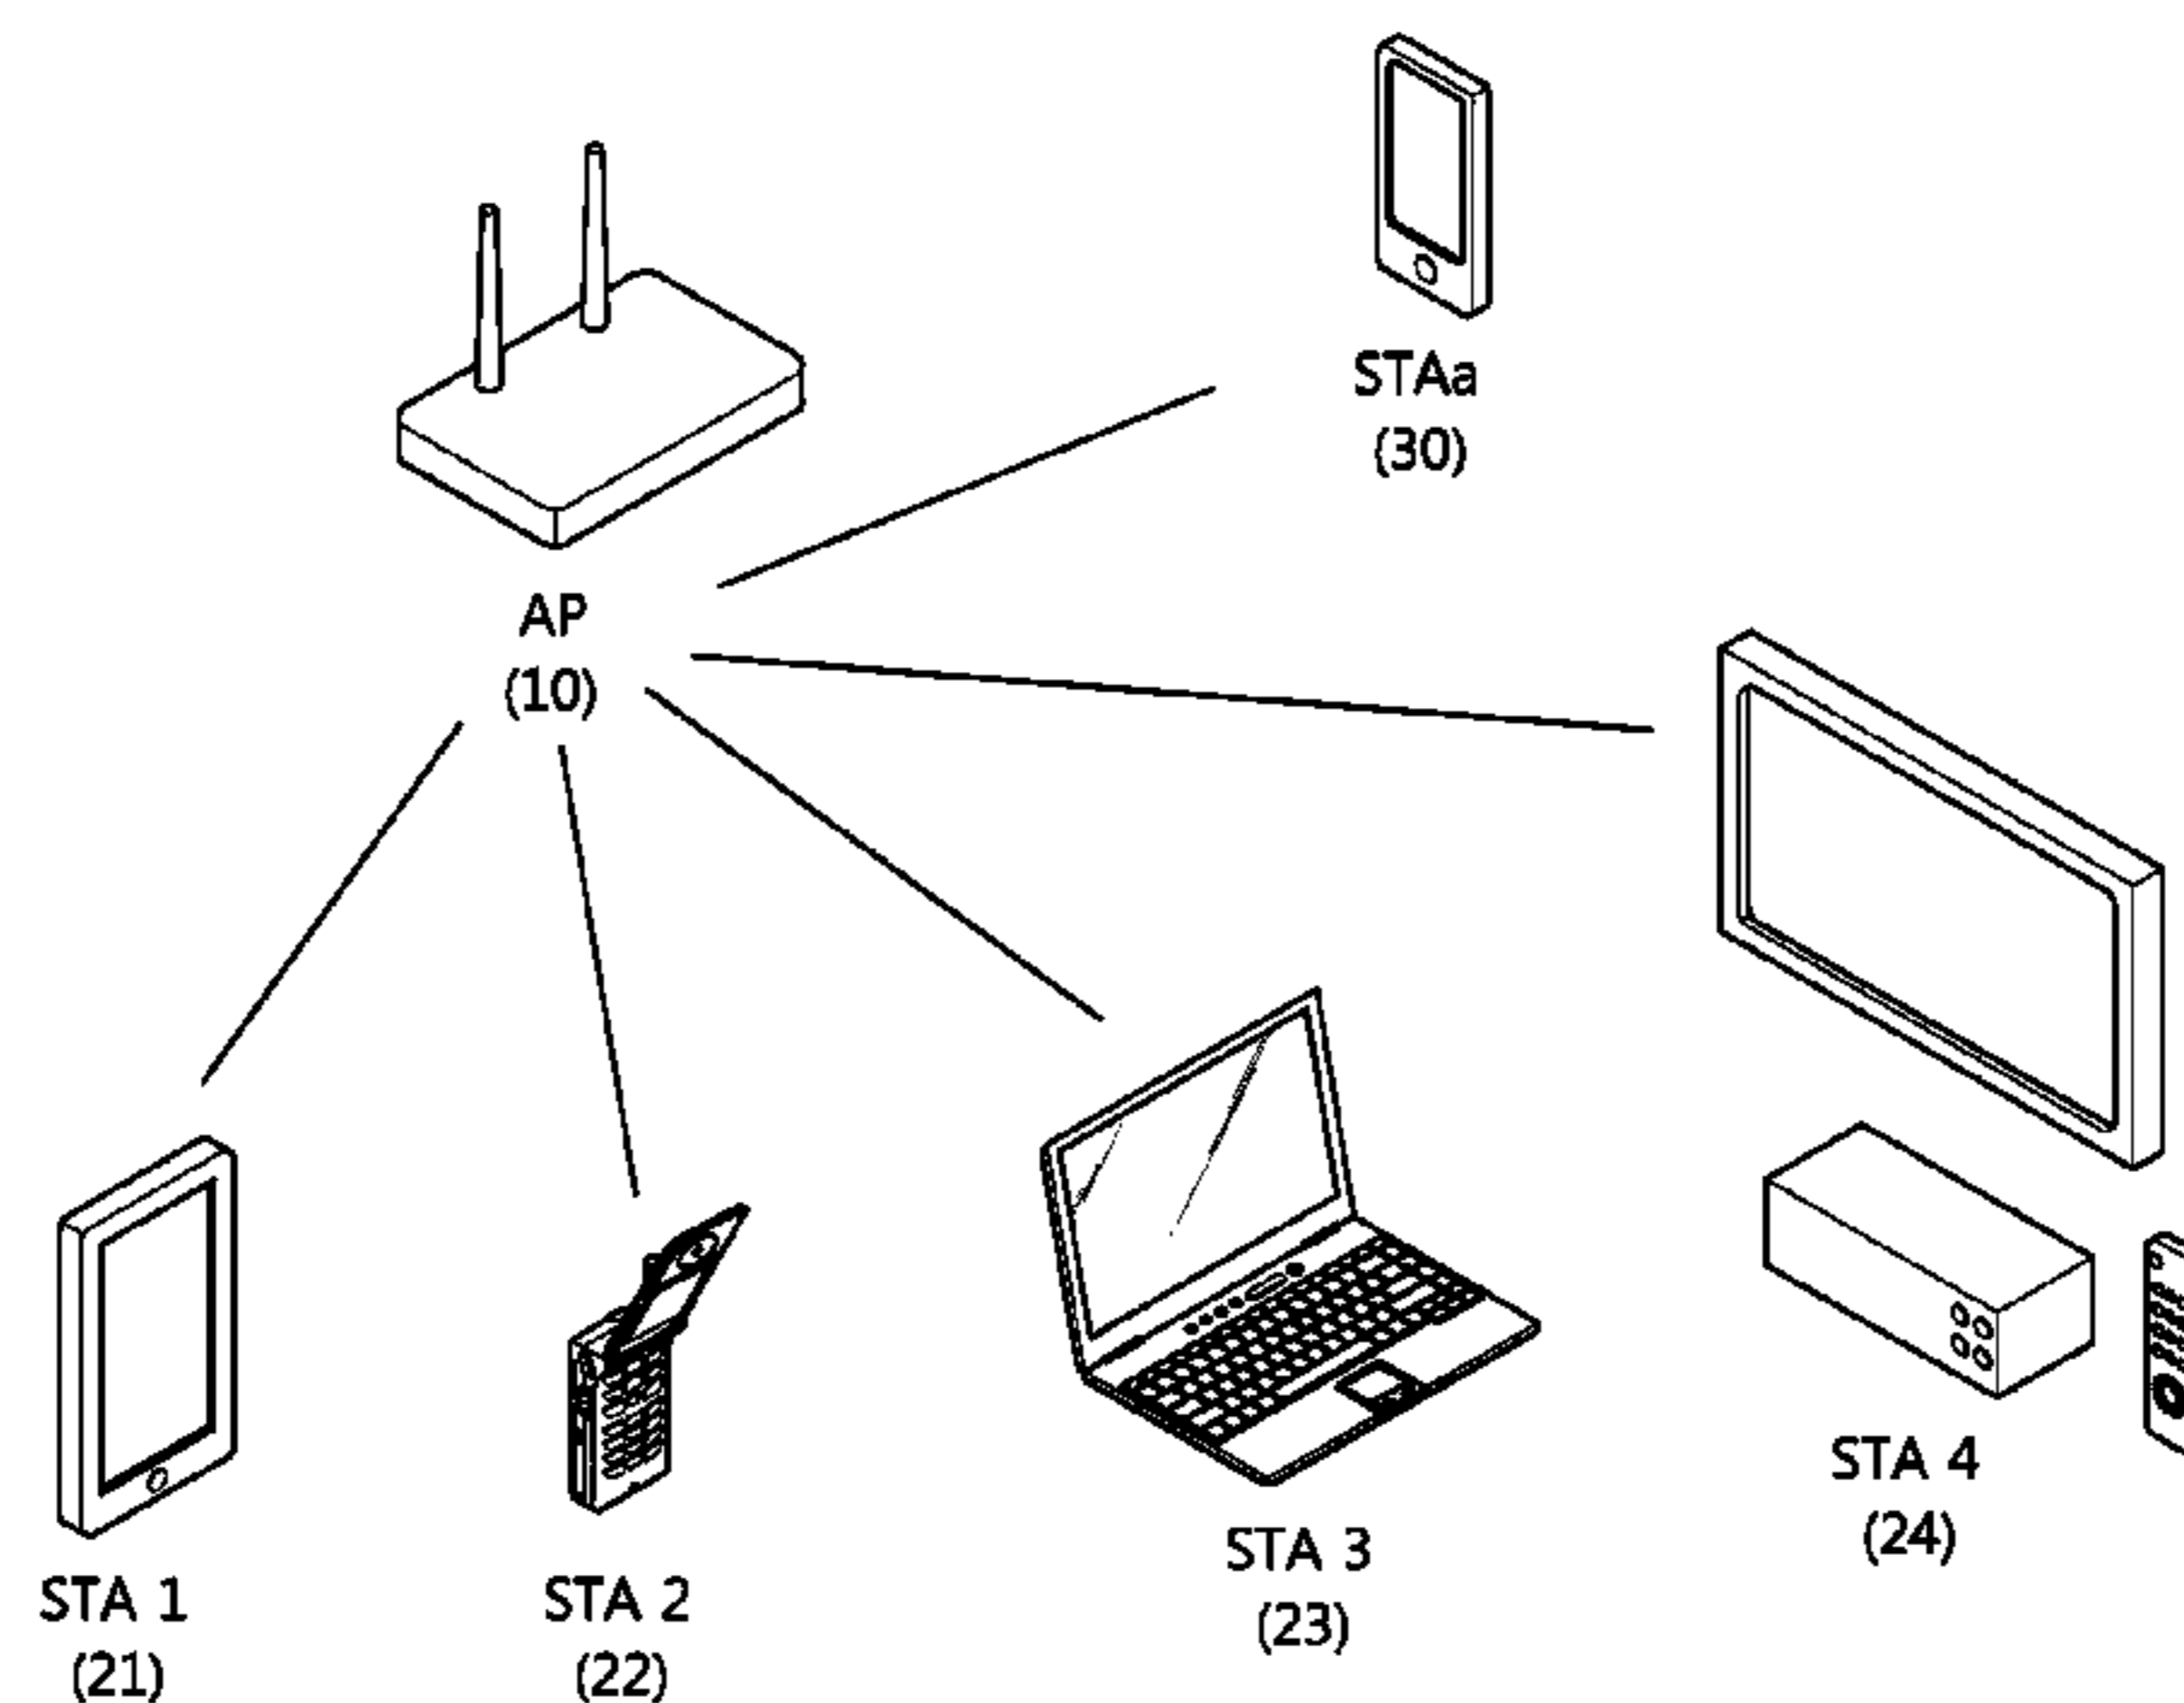 STAa
(30)
AP
(10)
STA 4
(24)
STA 3
(23)
STA 1
(21)
STA 2
(22)